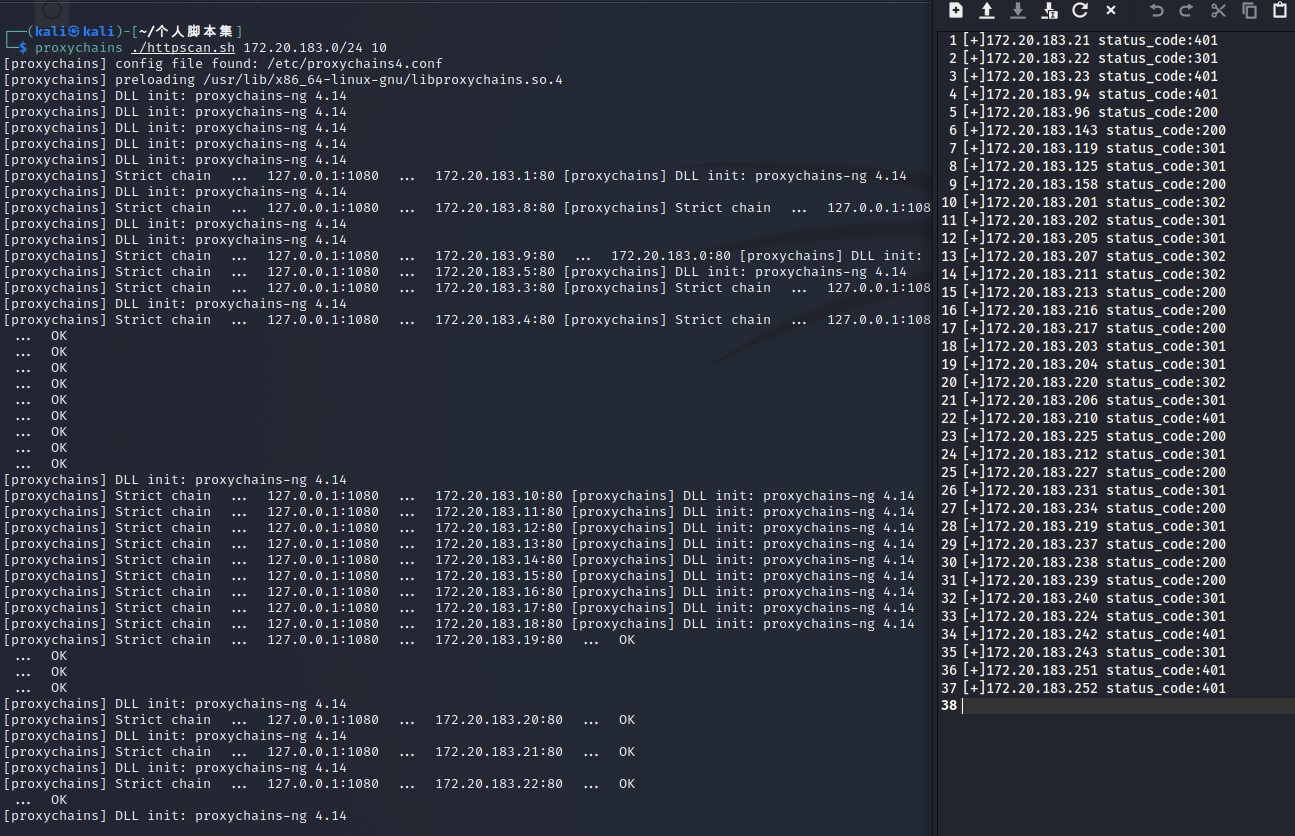 ┌──(kali㉿kali)-[~/个人脚本集]
└─$ proxychains ./httpscan.sh 172.20.183.0/24 10
[proxychains] config file found: /etc/proxychains4.conf
[proxychains] preloading /usr/lib/x86_64-linux-gnu/libproxychains.so.4
[proxychains] DLL init: proxychains-ng 4.14
[proxychains] DLL init: proxychains-ng 4.14
[proxychains] DLL init: proxychains-ng 4.14
[proxychains] DLL init: proxychains-ng 4.14
[proxychains] DLL init: proxychains-ng 4.14
[proxychains] Strict chain ... 127.0.0.1:1080 ... 172.20.183.1:80 [proxychains] DLL init: proxychains-ng 4.14
[proxychains] DLL init: proxychains-ng 4.14
[proxychains] Strict chain ... 127.0.0.1:1080 ... 172.20.183.8:80 [proxychains] Strict chain ... 127.0.0.1:108
[proxychains] DLL init: proxychains-ng 4.14
[proxychains] DLL init: proxychains-ng 4.14
[proxychains] Strict chain ... 127.0.0.1:1080 ... 172.20.183.9:80 ... 172.20.183.0:80 [proxychains] DLL init:
[proxychains] Strict chain ... 127.0.0.1:1080 ... 172.20.183.5:80 [proxychains] DLL init: proxychains-ng 4.14
[proxychains] Strict chain ... 127.0.0.1:1080 ... 172.20.183.3:80 [proxychains] Strict chain ... 127.0.0.1:108
[proxychains] DLL init: proxychains-ng 4.14
[proxychains] Strict chain ... 127.0.0.1:1080 ... 172.20.183.4:80 [proxychains] Strict chain ... 127.0.0.1:108
... OK
... OK
... OK
... OK
... OK
... OK
... OK
... OK
... OK
[proxychains] DLL init: proxychains-ng 4.14
[proxychains] Strict chain ... 127.0.0.1:1080 ... 172.20.183.10:80 [proxychains] DLL init: proxychains-ng 4.14
[proxychains] Strict chain ... 127.0.0.1:1080 ... 172.20.183.11:80 [proxychains] DLL init: proxychains-ng 4.14
[proxychains] Strict chain ... 127.0.0.1:1080 ... 172.20.183.12:80 [proxychains] DLL init: proxychains-ng 4.14
[proxychains] Strict chain ... 127.0.0.1:1080 ... 172.20.183.13:80 [proxychains] DLL init: proxychains-ng 4.14
[proxychains] Strict chain ... 127.0.0.1:1080 ... 172.20.183.14:80 [proxychains] DLL init: proxychains-ng 4.14
[proxychains] Strict chain ... 127.0.0.1:1080 ... 172.20.183.15:80 [proxychains] DLL init: proxychains-ng 4.14
[proxychains] Strict chain ... 127.0.0.1:1080 ... 172.20.183.16:80 [proxychains] DLL init: proxychains-ng 4.14
[proxychains] Strict chain ... 127.0.0.1:1080 ... 172.20.183.17:80 [proxychains] DLL init: proxychains-ng 4.14
[proxychains] Strict chain ... 127.0.0.1:1080 ... 172.20.183.18:80 [proxychains] DLL init: proxychains-ng 4.14
[proxychains] Strict chain ... 127.0.0.1:1080 ... 172.20.183.19:80 ... OK
... OK
... OK
... OK
[proxychains] DLL init: proxychains-ng 4.14
[proxychains] Strict chain ... 127.0.0.1:1080 ... 172.20.183.20:80 ... OK
[proxychains] DLL init: proxychains-ng 4.14
[proxychains] Strict chain ... 127.0.0.1:1080 ... 172.20.183.21:80 ... OK
[proxychains] DLL init: proxychains-ng 4.14
[proxychains] Strict chain ... 127.0.0.1:1080 ... 172.20.183.22:80 ... OK
... OK
[proxychains] DLL init: proxychains-ng 4.14
1 [+]172.20.183.21 status_code:401
2 [+]172.20.183.22 status_code:301
3 [+]172.20.183.23 status_code:401
4 [+]172.20.183.94 status_code:401
5 [+]172.20.183.96 status_code:200
6 [+]172.20.183.143 status_code:200
7 [+]172.20.183.119 status_code:301
8 [+]172.20.183.125 status_code:301
9 [+]172.20.183.158 status_code:200
10 [+]172.20.183.201 status_code:302
11 [+]172.20.183.202 status_code:301
12 [+]172.20.183.205 status_code:301
13 [+]172.20.183.207 status_code:302
14 [+]172.20.183.211 status_code:302
15 [+]172.20.183.213 status_code:200
16 [+]172.20.183.216 status_code:200
17 [+]172.20.183.217 status_code:200
18 [+]172.20.183.203 status_code:301
19 [+]172.20.183.204 status_code:301
20 [+]172.20.183.220 status_code:302
21 [+]172.20.183.206 status_code:301
22 [+]172.20.183.210 status_code:401
23 [+]172.20.183.225 status_code:200
24 [+]172.20.183.212 status_code:301
25 [+]172.20.183.227 status_code:200
26 [+]172.20.183.231 status_code:301
27 [+]172.20.183.234 status_code:200
28 [+]172.20.183.219 status_code:301
29 [+]172.20.183.237 status_code:200
30 [+]172.20.183.238 status_code:200
31 [+]172.20.183.239 status_code:200
32 [+]172.20.183.240 status_code:301
33 [+]172.20.183.224 status_code:301
34 [+]172.20.183.242 status_code:401
35 [+]172.20.183.243 status_code:301
36 [+]172.20.183.251 status_code:401
37 [+]172.20.183.252 status_code:401
38